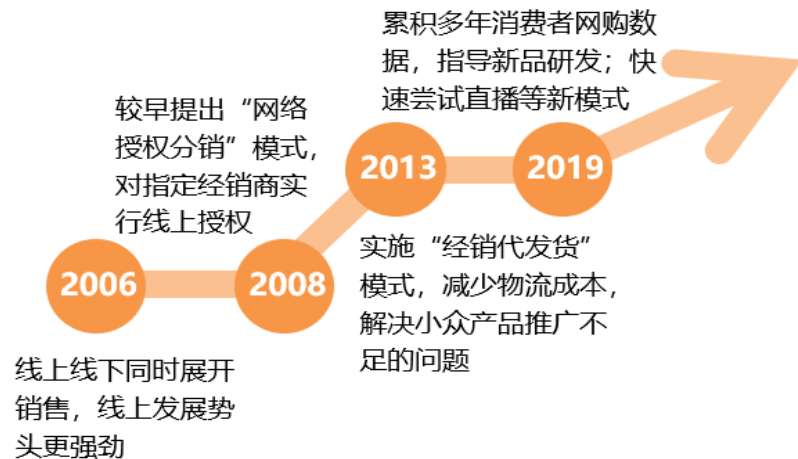 累积多年消费者网购数
据，指导新品研发；快
速尝试直播等新模式
较早提出“网络
授权分销”模式，
对指定经销商实
行线上授权
2013
2019
2006
2008
实施“经销代发货”
模式，减少物流成本，
解决小众产品推广不
足的问题
线上线下同时展开
销售，线上发展势
头更强劲